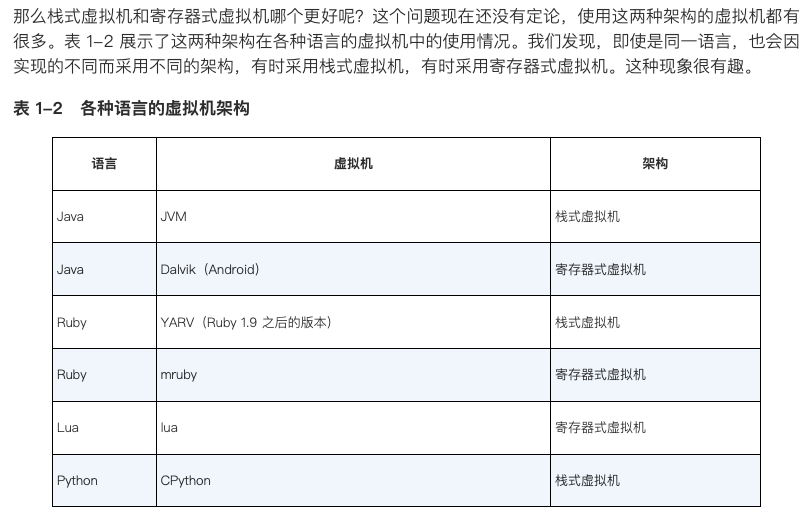 那么栈式虚拟机和寄存器式虚拟机哪个更好呢？这个问题现在还没有定论，使用这两种架构的虚拟机都有
很多。表 1-2 展示了这两种架构在各种语言的虚拟机中的使用情况。我们发现，即使是同一语言，也会因
实现的不同而采用不同的架构，有时采用栈式虚拟机，有时采用寄存器式虚拟机。这种现象很有趣。
表 1-2 各种语言的虚拟机架构
语言 虚拟机 架构
Java JVM 栈式虚拟机
Java Dalvik（Android） 寄存器式虚拟机
Ruby YARV（Ruby 1.9 之后的版本） 栈式虚拟机
Ruby mruby 寄存器式虚拟机
Lua lua 寄存器式虚拟机
Python CPython 栈式虚拟机